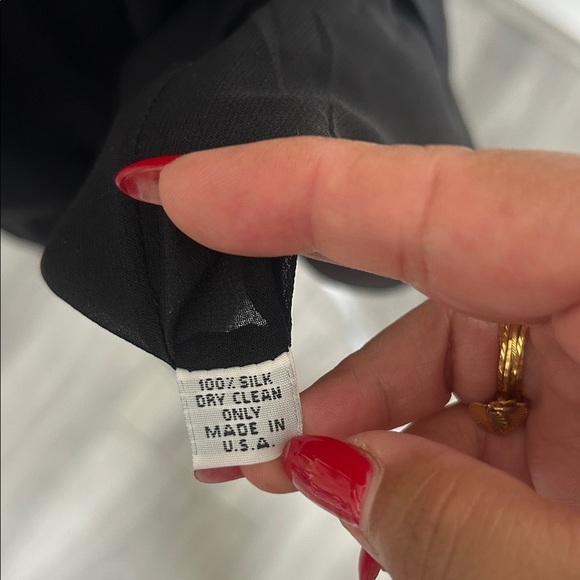 100% SILK
DRY CLEAN
ONLY
MADE IN
U.S.A.